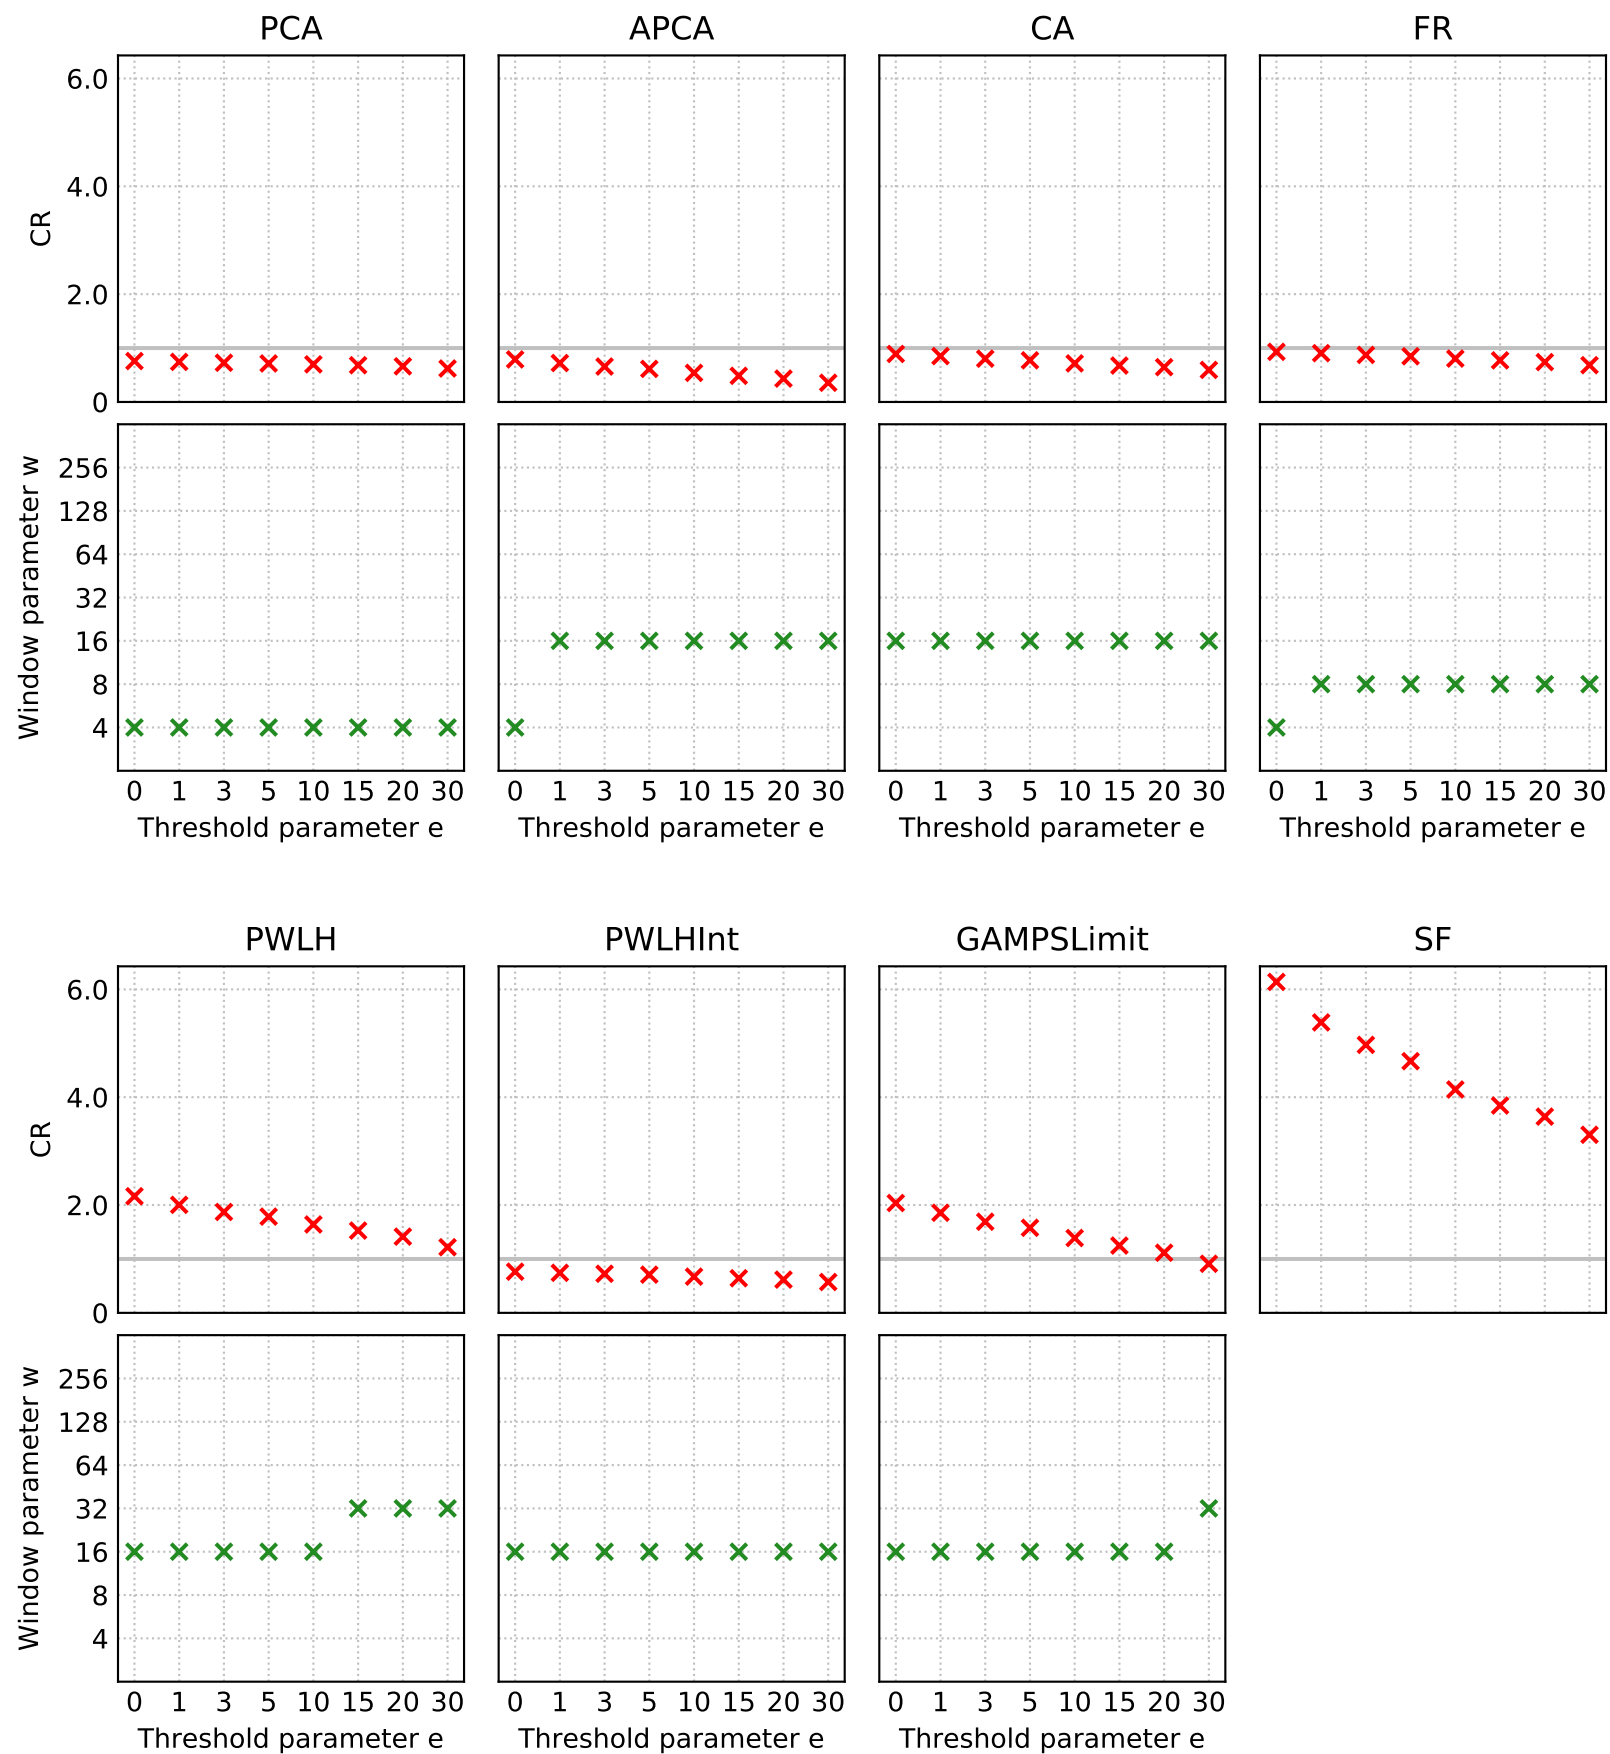 PCA APCA CA FR
6.0
4.0
2.0
0
CR
256
128
64
32
16
8
4
Window parameter w
0 1 3 5 10 15 20 30 0 1 3 5 10 15 20 30 0 1 3 5 10 15 20 30 0 1 3 5 10 15 20 30
Threshold parameter e Threshold parameter e Threshold parameter e Threshold parameter e
PWLH PWLHInt GAMPSLimit SF
6.0
4.0
2.0
0
CR
256
128
64
32
16
8
4
Window parameter w
0 1 3 5 10 15 20 30 0 1 3 5 10 15 20 30 0 1 3 5 10 15 20 30
Threshold parameter e Threshold parameter e Threshold parameter e